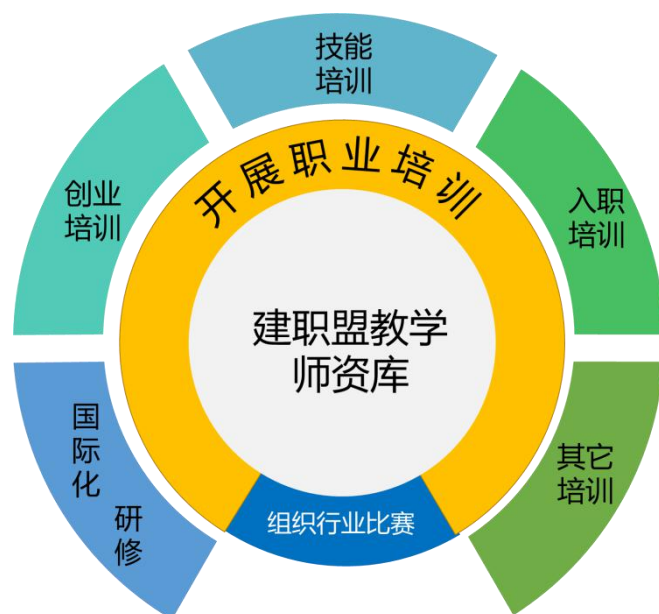 技能
培训
开展职业培训
创业
培训
入职
培训
建职盟教学
师资库
国际化
研修
其它
培训
组织行业比赛